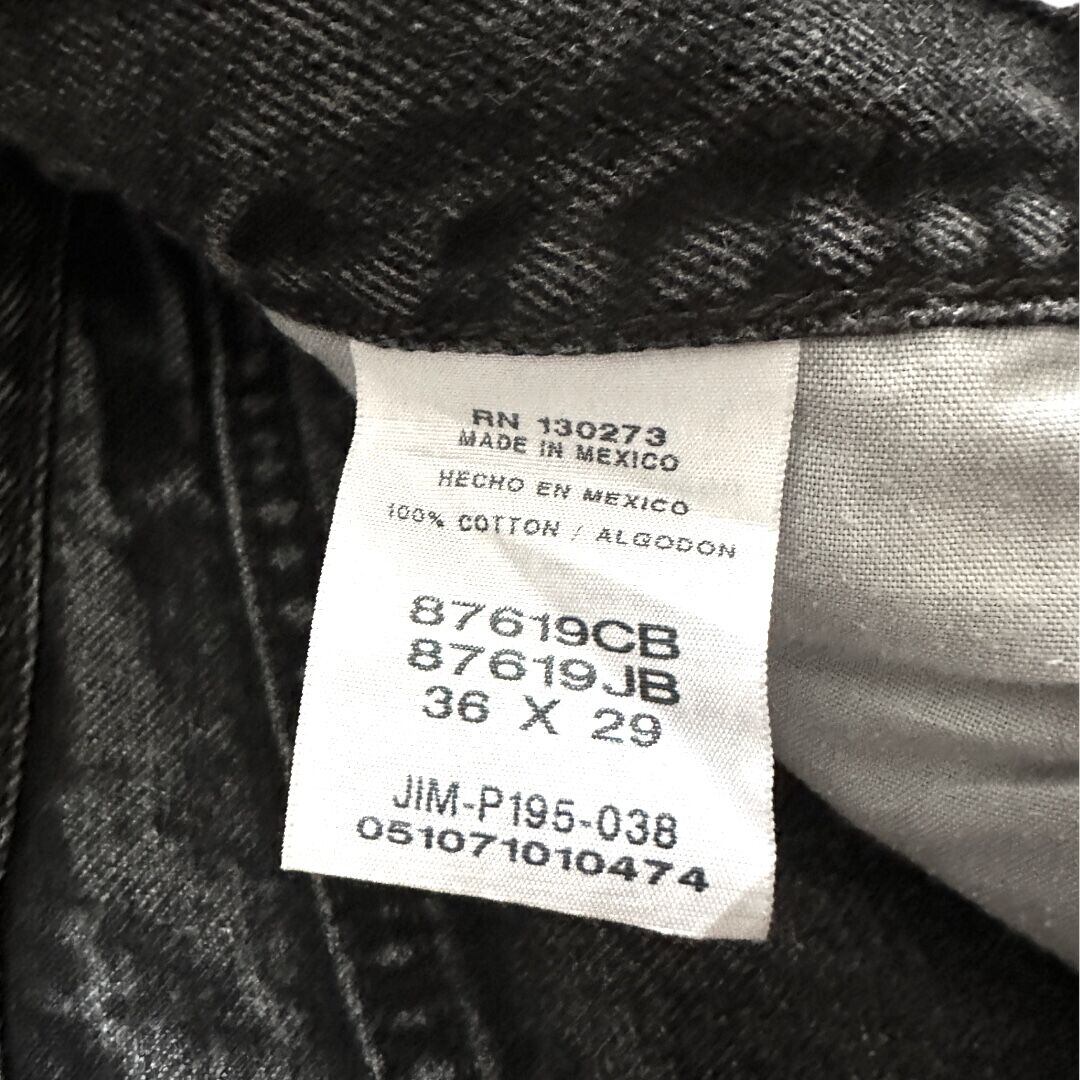 RN 130273
MADE IN MEXICO
HECHO EN MEXICO
100% COTTON / ALGODON
87619CB
87619JB
36 X 29
JIM-P195-038
051071010474